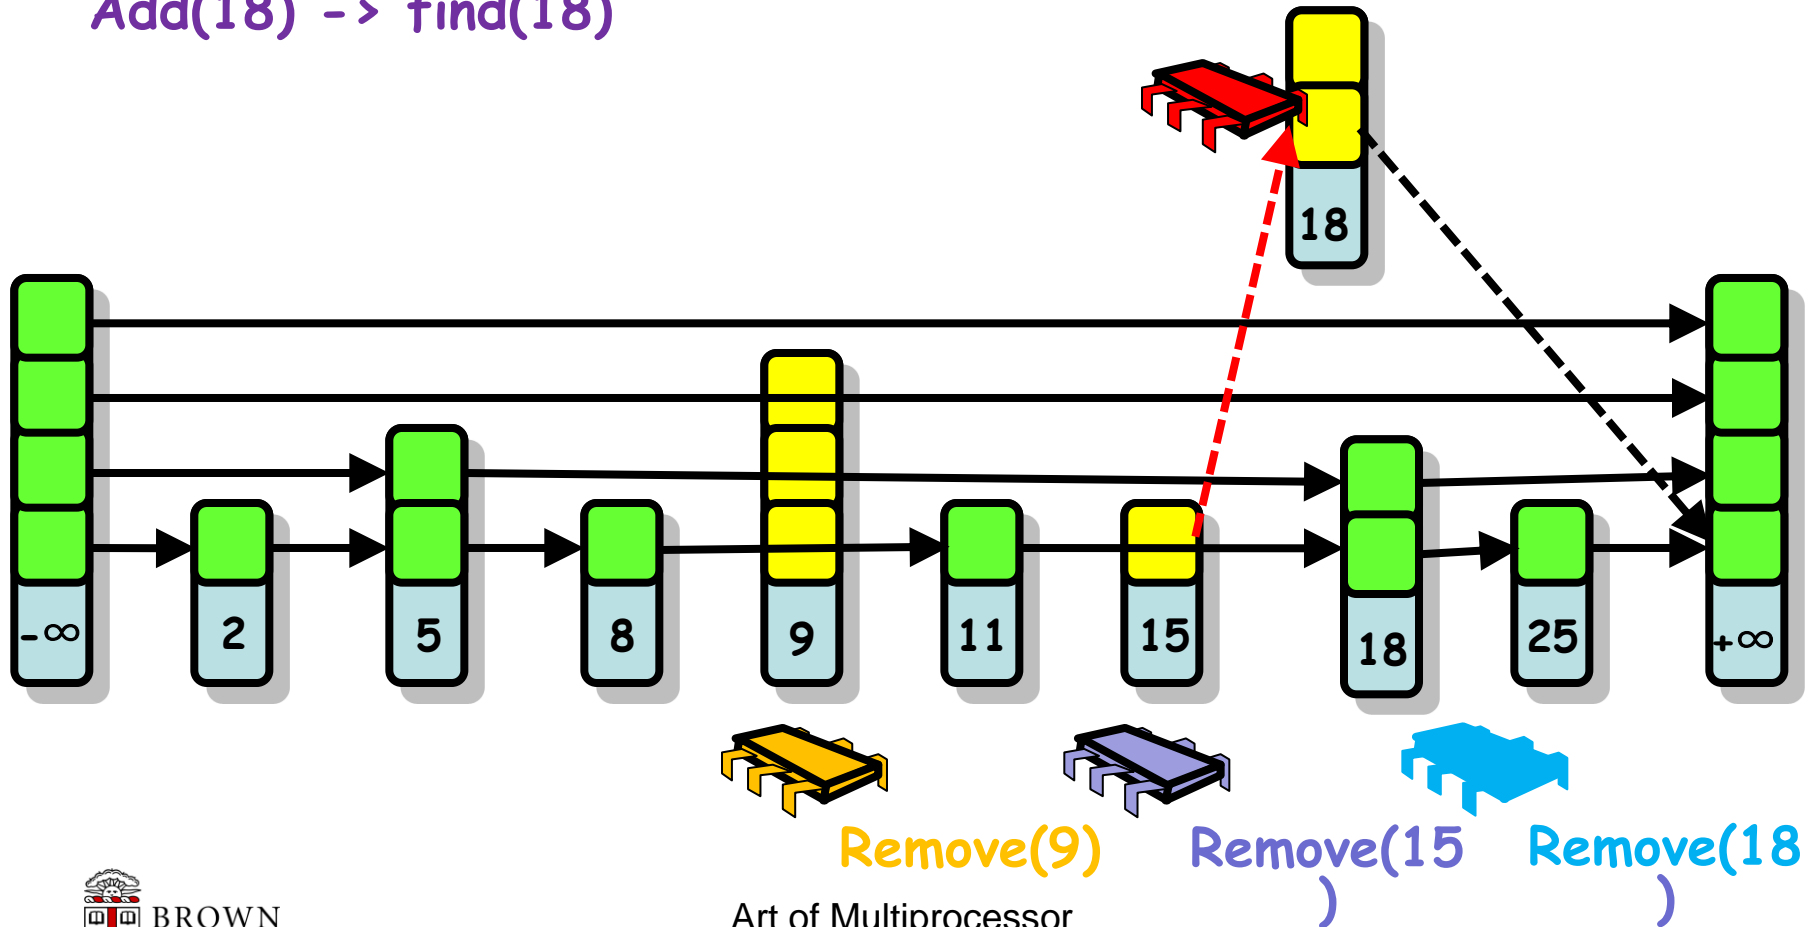 Add(18) -> find(18)
18
-∞
2
5
8
9
11
15
18
25
+∞
Remove(9)
Remove(15
)
Remove(18
)
BROWN
Art of Multiprocessor